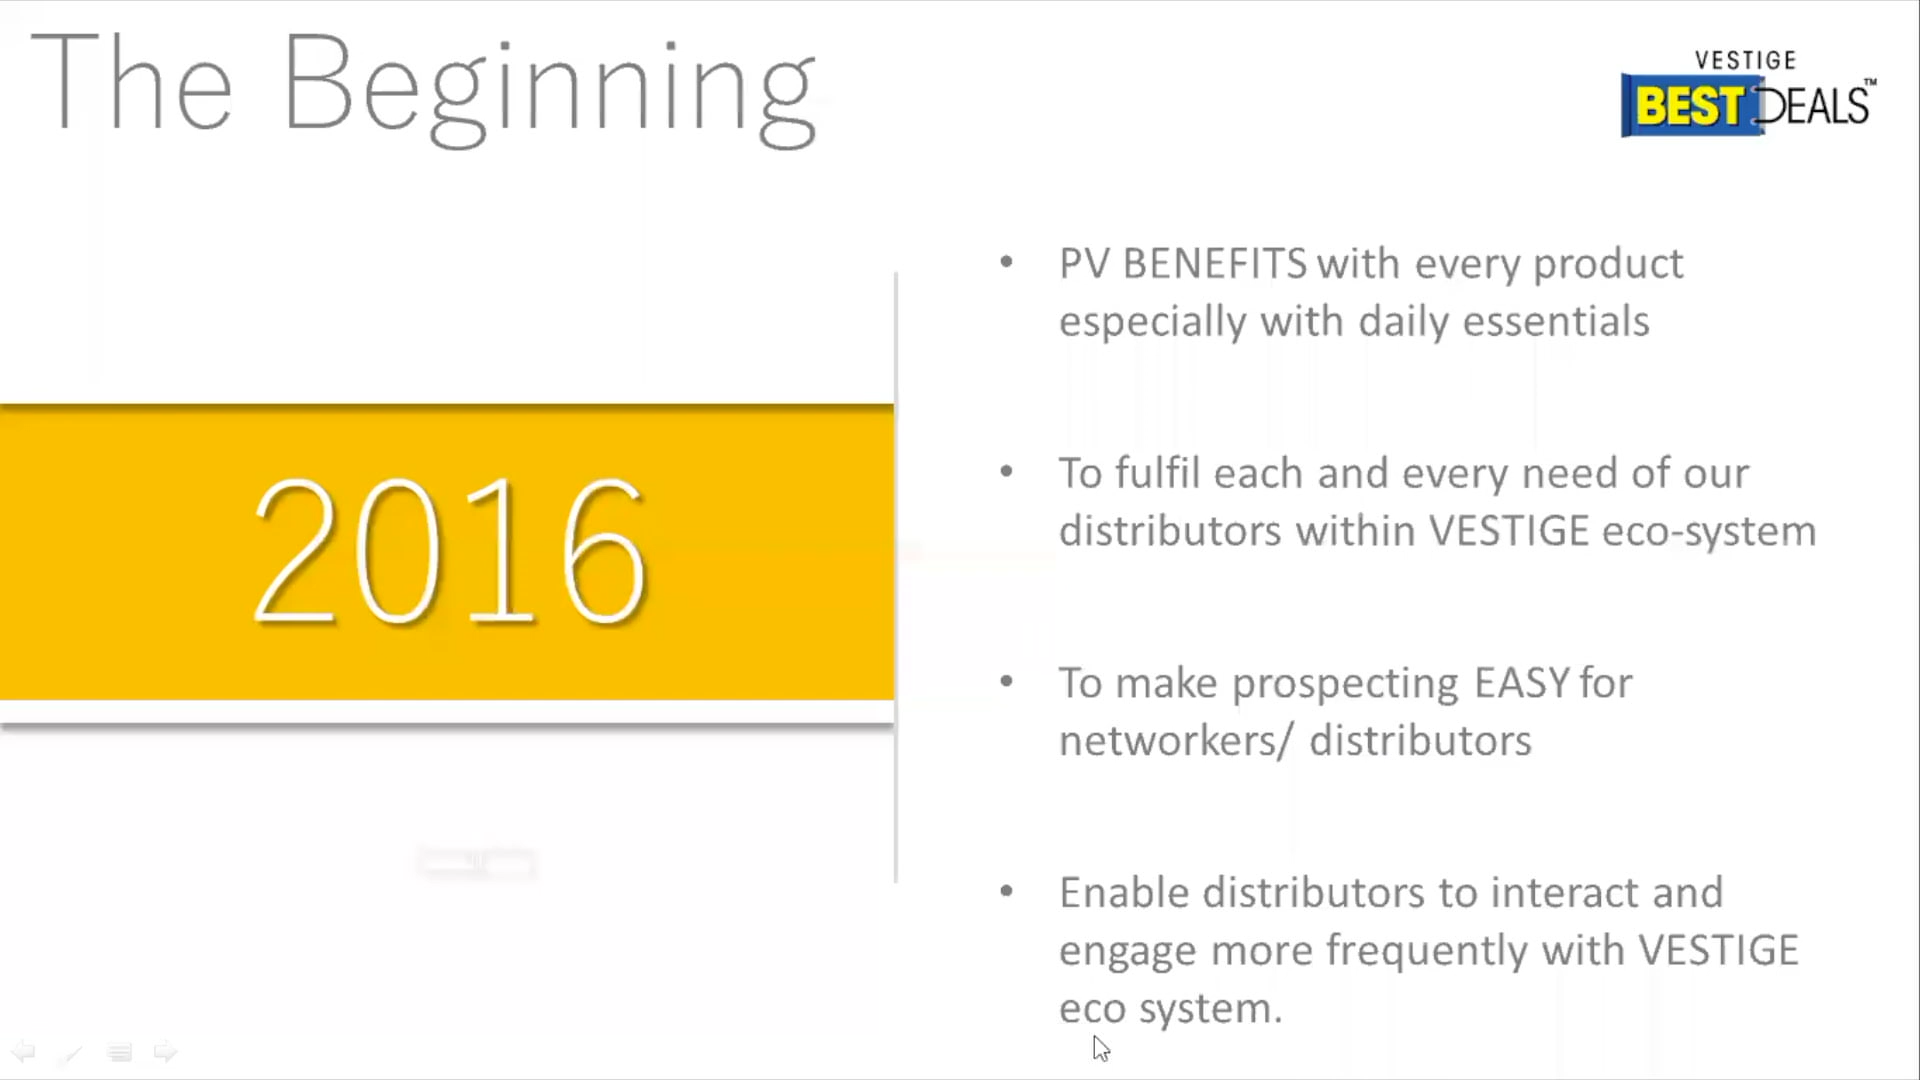 The Beginning
VESTIGE
BEST DEALS™
2016
• PV BENEFITS with every product
especially with daily essentials
• To fulfil each and every need of our
distributors within VESTIGE eco-system
• To make prospecting EASY for
networkers/ distributors
• Enable distributors to interact and
engage more frequently with VESTIGE
eco system.